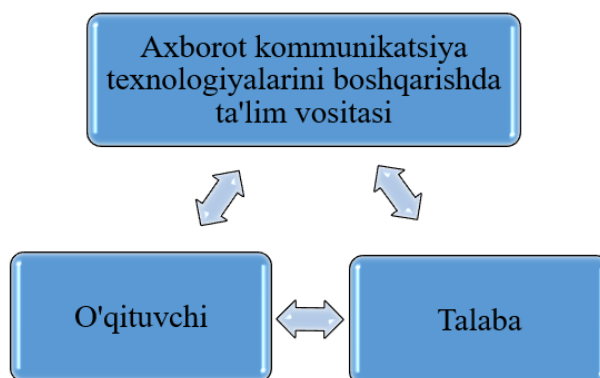 Axborot kommunikatsiya
texnologiyalarini boshqarishda
ta'lim vositasi
O'qituvchi
Talaba